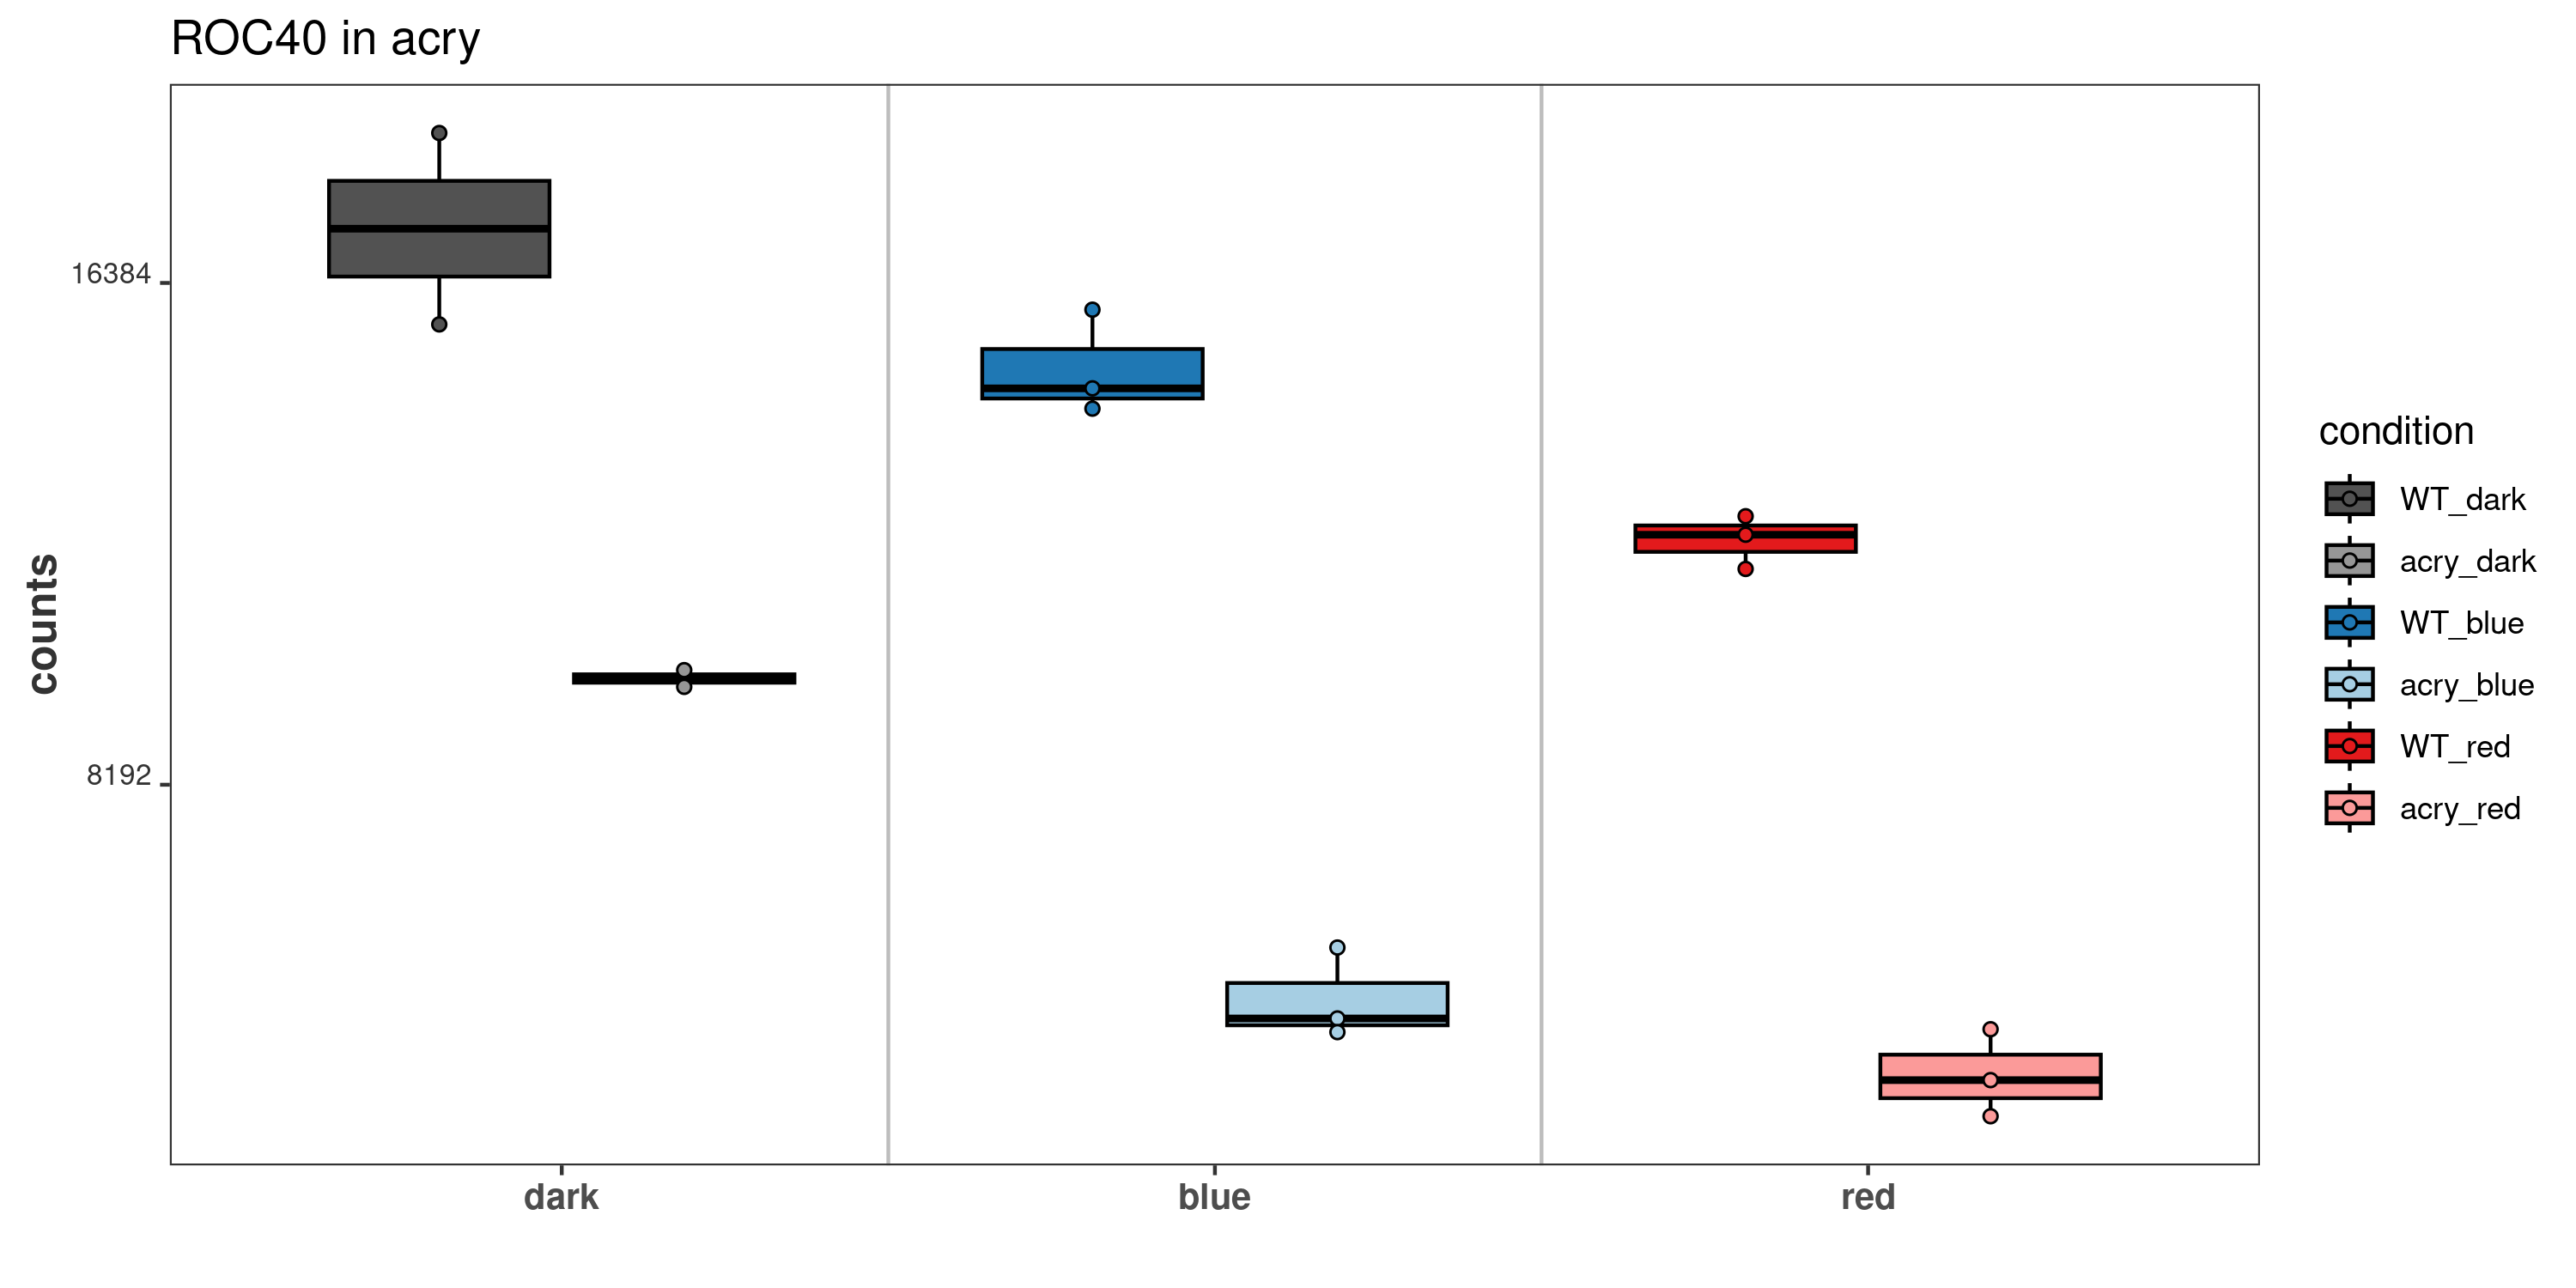 ROC40 in acry
counts
16384
8192
dark
blue
red
condition
WT_dark
acry_dark
WT_blue
acry_blue
WT_red
acry_red